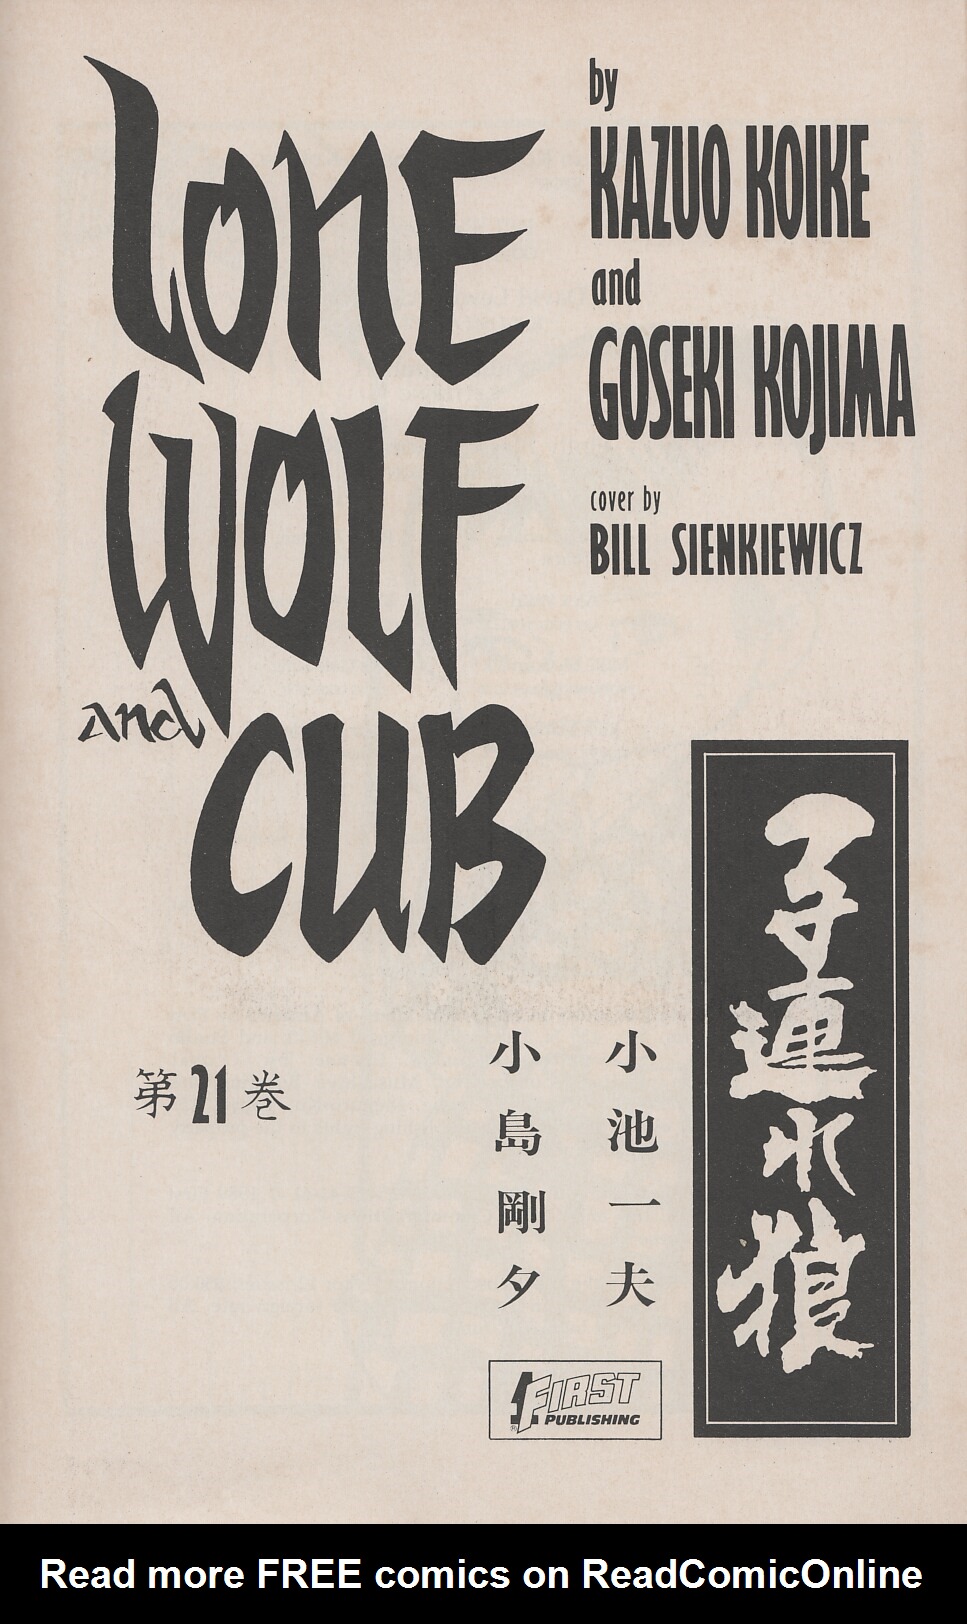 LONE
WOLF
and
CUB
by
KAZUO KOIKE
and
GOSEKI KOJIMA
cover by
BILL SIENKIEWICZ
子連れ狼
小池一夫
小島剛夕
第21巻
1 FIRST
PUBLISHING
®
Read more FREE comics on ReadComicOnline